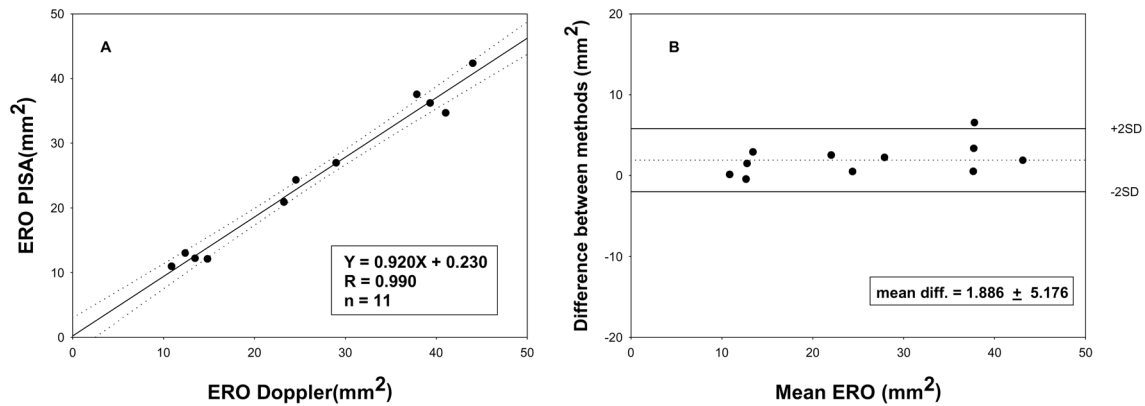 A
ERO PISA(mm2)
50
40
30
20
10
0
Y = 0.920X + 0.230
R = 0.990
n = 11
0 10 20 30 40 50
ERO Doppler(mm2)
B
Difference between methods (mm2)
20
10
0
-10
-20
+2SD
-2SD
mean diff. = 1.886 ± 5.176
0 10 20 30 40 50
Mean ERO (mm2)